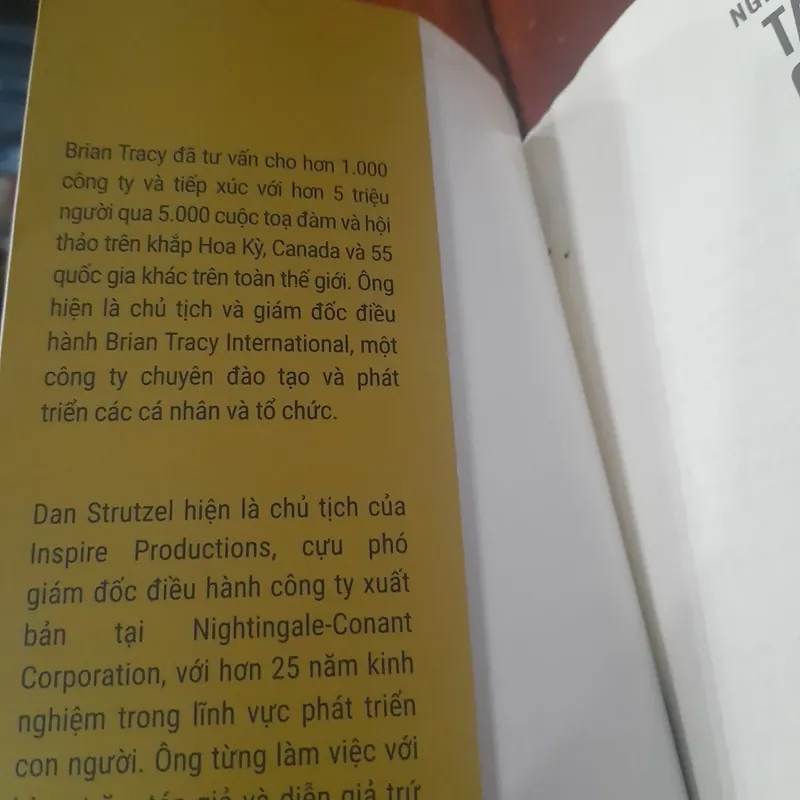 Brian Tracy đã tư vấn cho hơn 1.000
công ty và tiếp xúc với hơn 5 triệu
người qua 5.000 cuộc toạ đàm và hội
thảo trên khắp Hoa Kỳ, Canada và 55
quốc gia khác trên toàn thế giới. Ông
hiện là chủ tịch và giám đốc điều
hành Brian Tracy International, một
công ty chuyên đào tạo và phát
triển các cá nhân và tổ chức.
Dan Strutzel hiện là chủ tịch của
Inspire Productions, cựu phó
giám đốc điều hành công ty xuất
bản tại Nightingale-Conant
Corporation, với hơn 25 năm kinh
nghiệm trong lĩnh vực phát triển
con người. Ông từng làm việc với
giả và diễn giả trứ